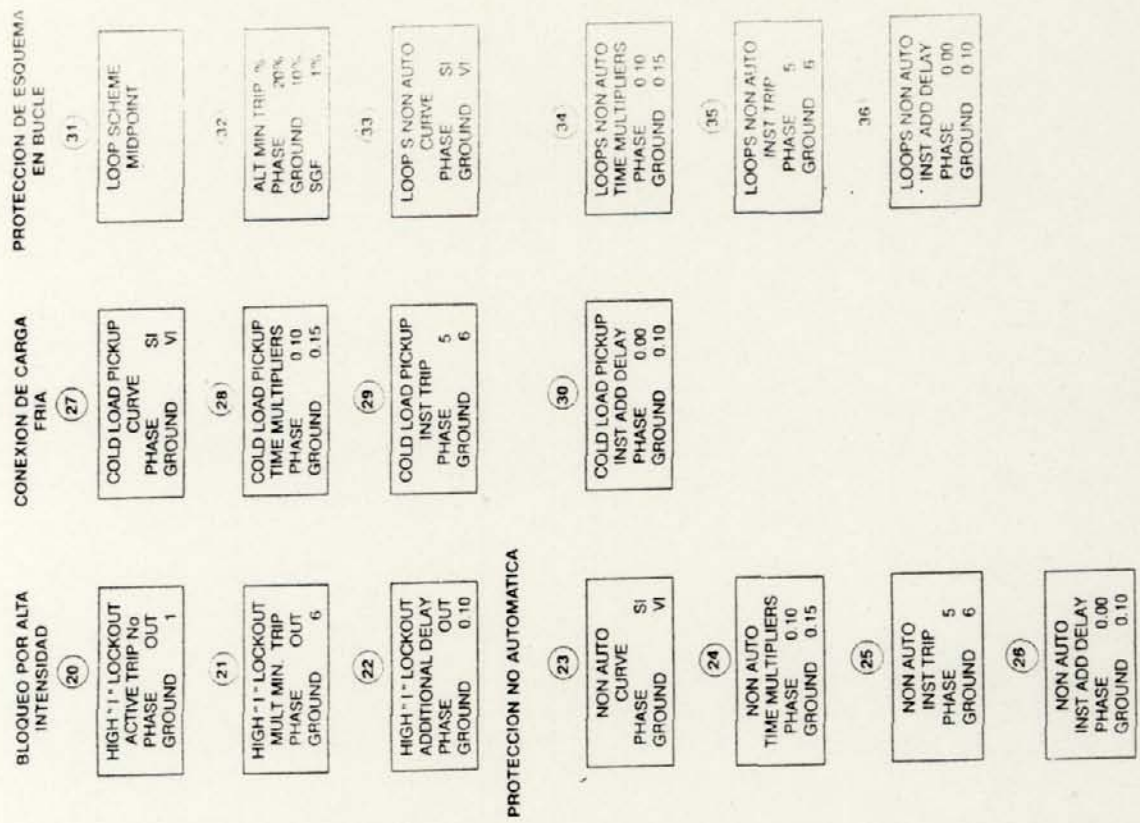 BLOQUEO POR ALTA
INTENSIDAD
20
HIGH "I" LOCKOUT
ACTIVE TRIP No
PHASE OUT
GROUND 1
21
HIGH "I" LOCKOUT
MULT MIN. TRIP
PHASE OUT
GROUND 6
22
HIGH "I" LOCKOUT
ADDITIONAL DELAY
PHASE OUT
GROUND 0.10
PROTECCION NO AUTOMATICA
23
NON AUTO
CURVE
PHASE SI
GROUND VI
24
NON AUTO
TIME MULTIPLIERS
PHASE 0.10
GROUND 0.15
25
NON AUTO
INST TRIP
PHASE 5
GROUND 6
26
NON AUTO
INST ADD DELAY
PHASE 0.00
GROUND 0.10
CONEXION DE CARGA
FRIA
27
COLD LOAD PICKUP
CURVE
PHASE SI
GROUND VI
28
COLD LOAD PICKUP
TIME MULTIPLIERS
PHASE 0.10
GROUND 0.15
29
COLD LOAD PICKUP
INST TRIP
PHASE 5
GROUND 6
30
COLD LOAD PICKUP
INST ADD DELAY
PHASE 0.00
GROUND 0.10
PROTECCION DE ESQUEMA
EN BUCLE
31
LOOP SCHEME
MIDPOINT
32
ALT MIN TRIP %
PHASE 20%
GROUND 10%
SGF 1%
33
LOOP S NON AUTO
CURVE
PHASE SI
GROUND VI
34
LOOPS NON AUTO
TIME MULTIPLIERS
PHASE 0 10
GROUND 0 15
35
LOOPS NON AUTO
INST TRIP
PHASE 5
GROUND 6
36
LOOPS NON AUTO
INST ADD DELAY
PHASE 0 00
GROUND 0 10